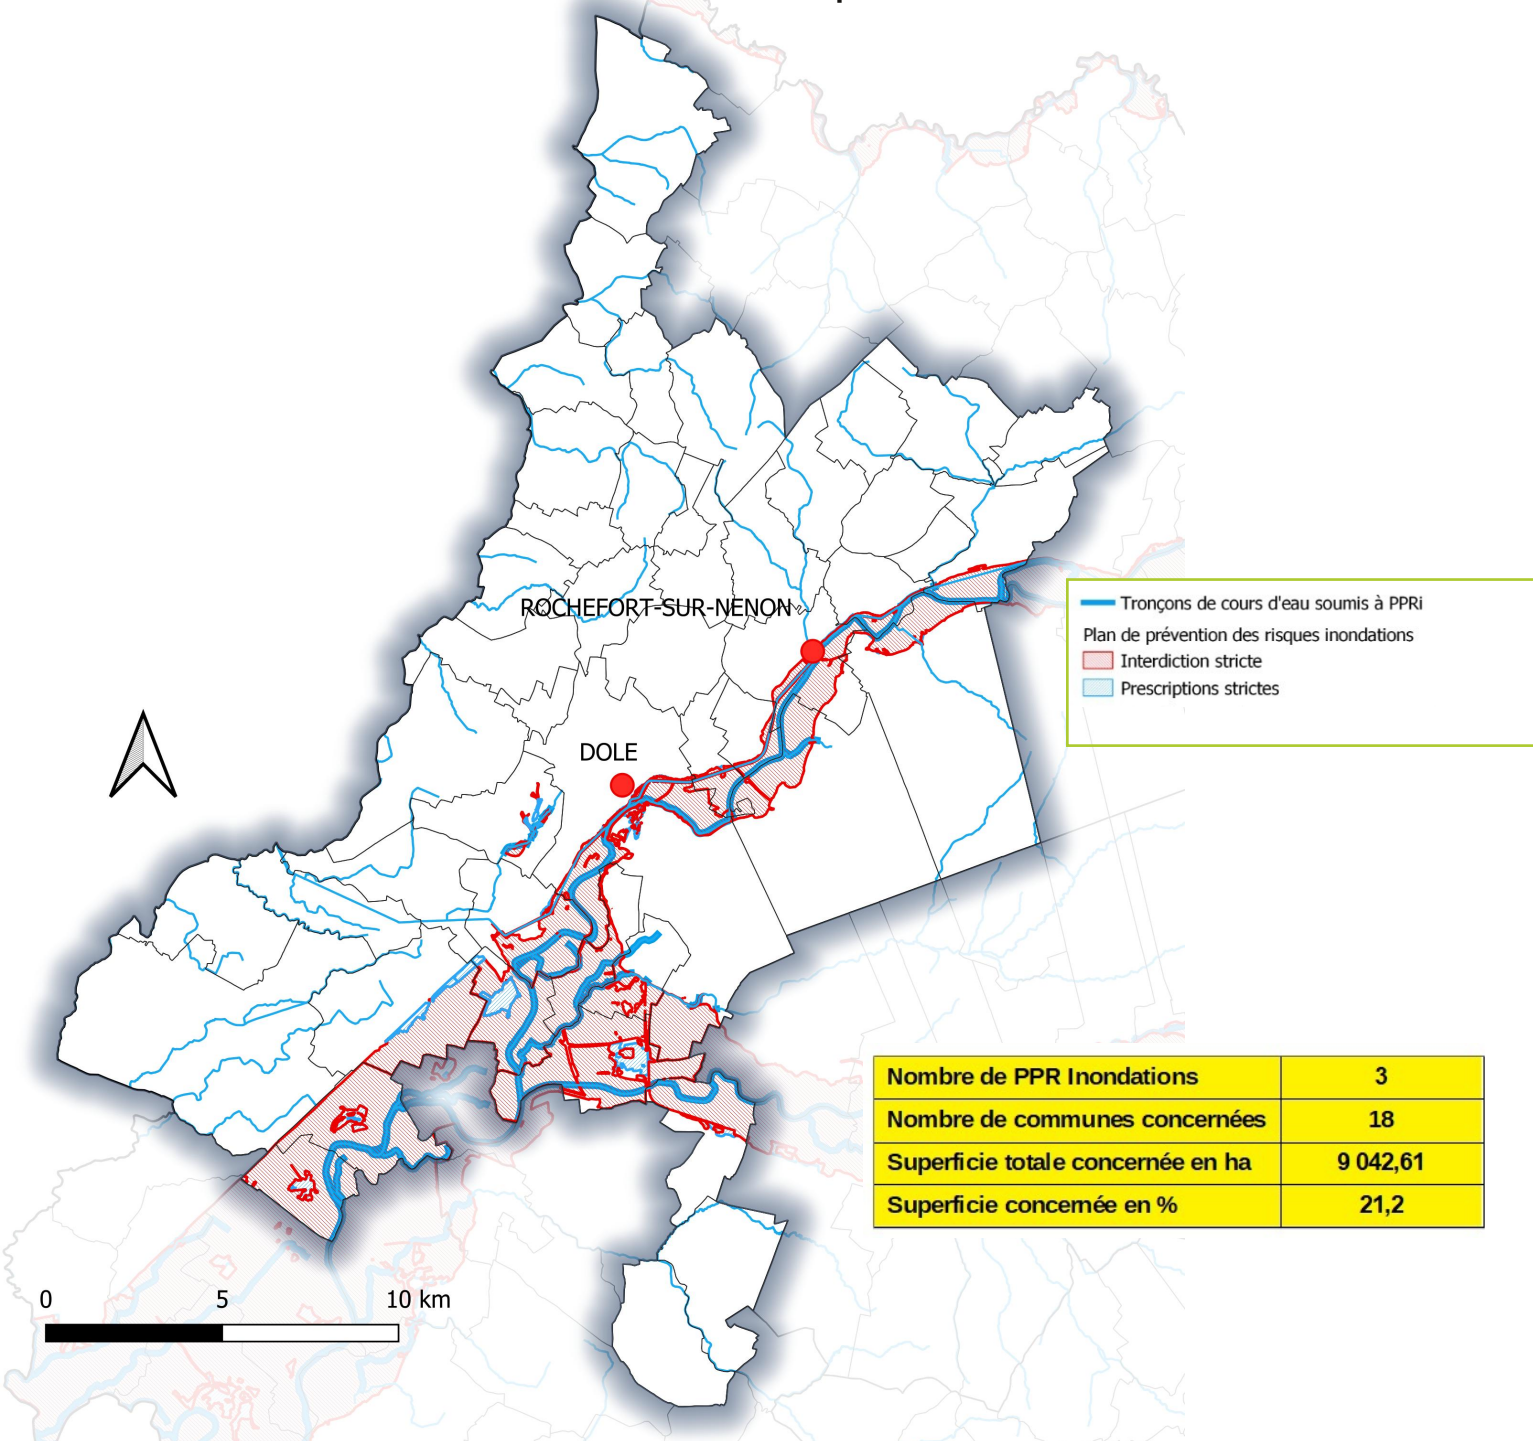 ROCHEFORT-SUR-NENON
DOLE
Tronçons de cours d'eau soumis à PPRi
Plan de prévention des risques inondations
Interdiction stricte
Prescriptions strictes
Nombre de PPR Inondations 3
Nombre de communes concernées 18
Superficie totale concernée en ha 9 042,61
Superficie concernée en % 21,2
0 5 10 km